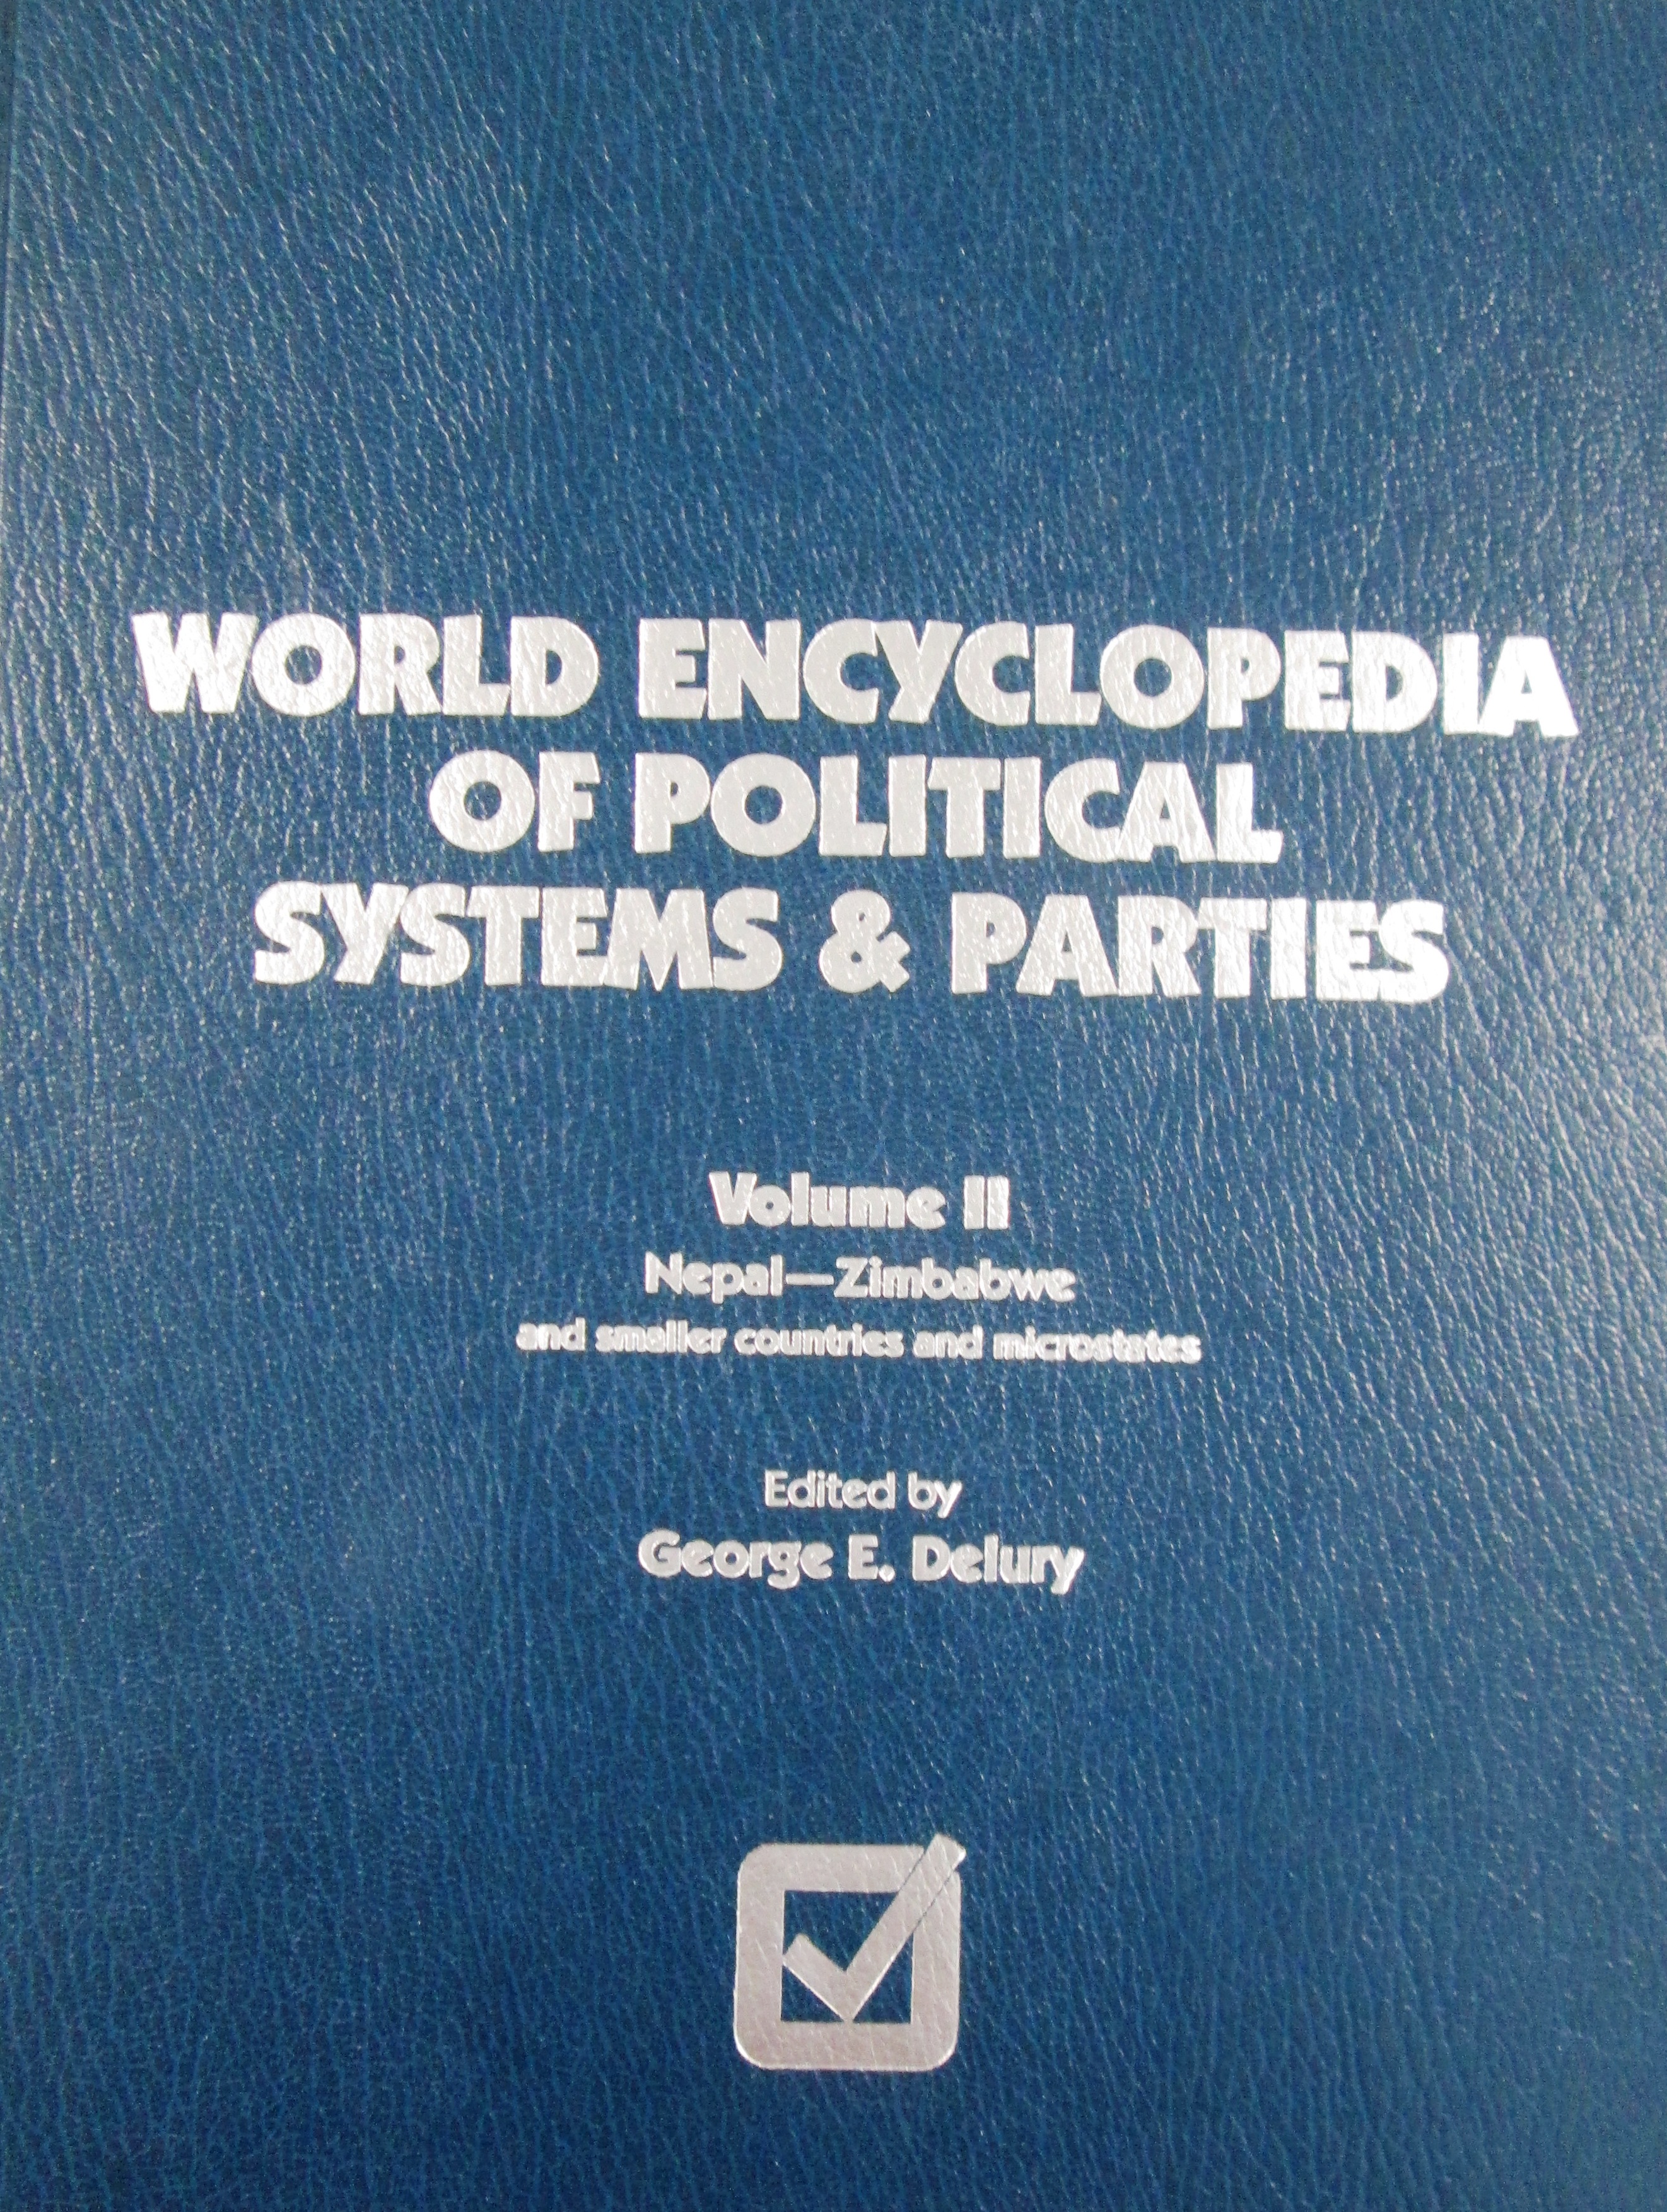 WORLD ENCYCLOPEDIA
OF POLITICAL
SYSTEMS & PARTIES
Volume II
Nepal—Zimbabwe
and smaller countries and microstates
Edited by
George E. Delury